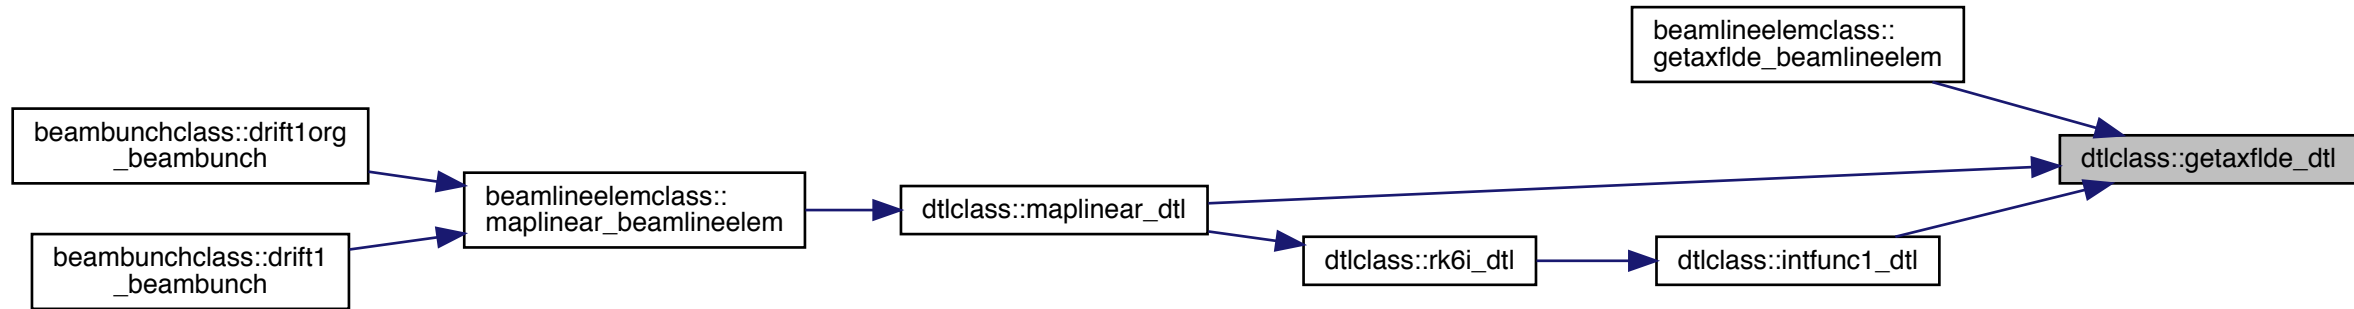 beamlineelemclass::
getaxflde_beamlineelem
beambunchclass::drift1org
_beambunch
dtlclass::getaxflde_dtl
beamlineelemclass::
maplinear_beamlineelem
dtlclass::maplinear_dtl
beambunchclass::drift1
_beambunch
dtlclass::rk6i_dtl
dtlclass::intfunc1_dtl